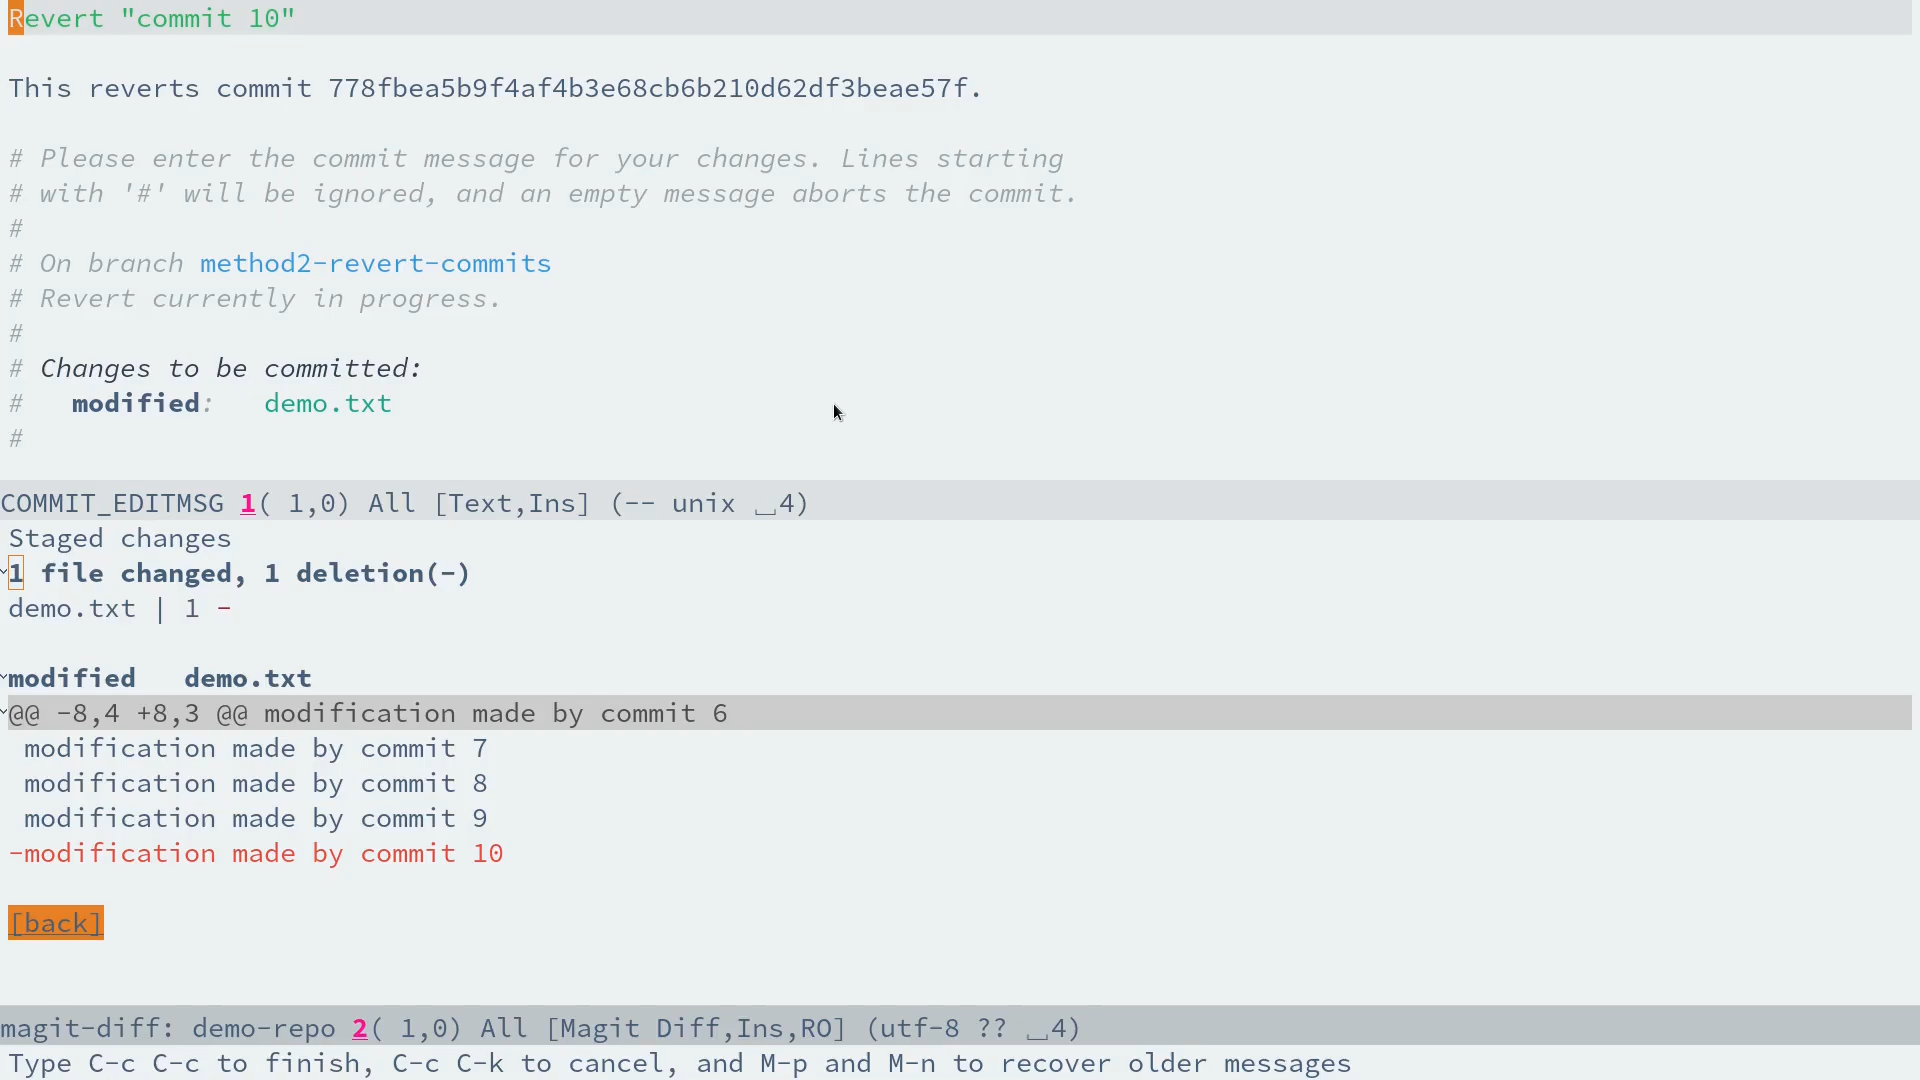 Revert "commit 10"
This reverts commit 778fbea5b9f4af4b3e68cb6b210d62df3beae57f.
# Please enter the commit message for your changes. Lines starting
# with '#' will be ignored, and an empty message aborts the commit.
#
# On branch method2-revert-commits
# Revert currently in progress.
#
# Changes to be committed:
#   modified:   demo.txt
#
COMMIT_EDITMSG 1( 1,0) All [Text,Ins] (-- unix ␣4)
Staged changes
1 file changed, 1 deletion(-)
demo.txt | 1 -
modified   demo.txt
@@ -8,4 +8,3 @@ modification made by commit 6
 modification made by commit 7
 modification made by commit 8
 modification made by commit 9
-modification made by commit 10
[back]
magit-diff: demo-repo 2( 1,0) All [Magit Diff,Ins,RO] (utf-8 ?? ␣4)
Type C-c C-c to finish, C-c C-k to cancel, and M-p and M-n to recover older messages